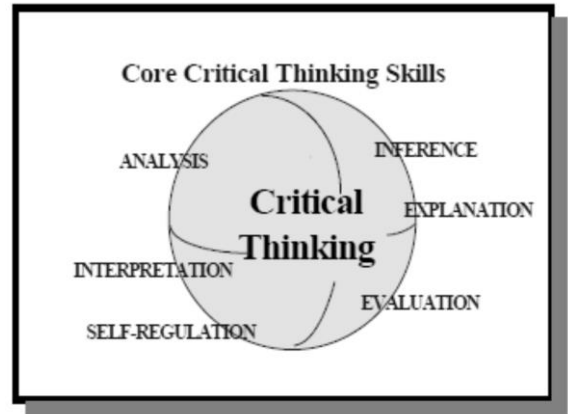 Core Critical Thinking Skills
ANALYSIS
INFERENCE
Critical
Thinking
EXPLANATION
INTERPRETATION
EVALUATION
SELF-REGULATION